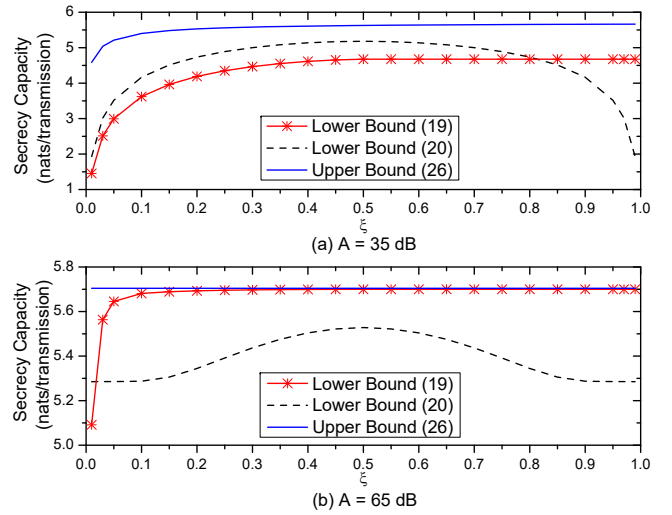 Secrecy Capacity
(nats/transmission)
6
5
4
3
2
1
Lower Bound (19)
Lower Bound (20)
Upper Bound (26)
0.0 0.1 0.2 0.3 0.4 0.5 0.6 0.7 0.8 0.9 1.0
ξ
(a) A = 35 dB
Secrecy Capacity
(nats/transmission)
5.8
5.6
5.4
5.2
5.0
Lower Bound (19)
Lower Bound (20)
Upper Bound (26)
0.0 0.1 0.2 0.3 0.4 0.5 0.6 0.7 0.8 0.9 1.0
ξ
(b) A = 65 dB